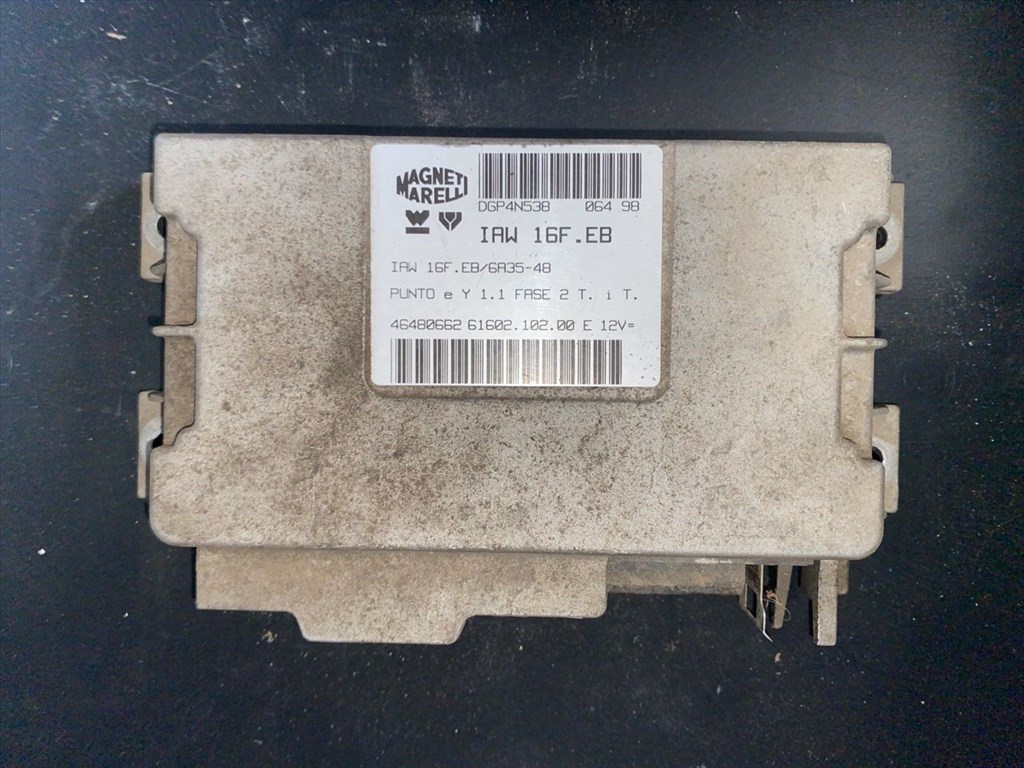 MAGNETI
MARELLI
DGP4N538 064 98
IAW 16F.EB
IAW 16F.EB/6A35-48
PUNTO e Y 1.1 FASE 2 T. i T.
46480662 61602.102.00 E 12V=